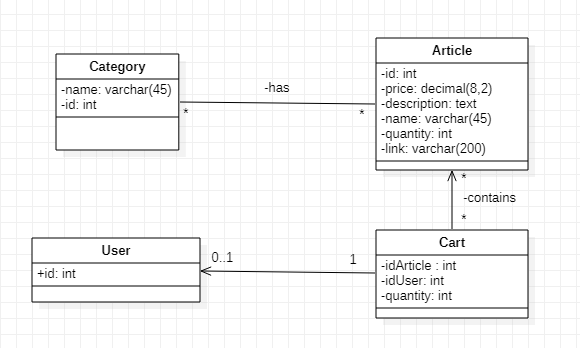 Category
-name: varchar(45)
-id: int
-has
*
*
Article
-id: int
-price: decimal(8,2)
-description: text
-name: varchar(45)
-quantity: int
-link: varchar(200)
*
-contains
*
User
+id: int
0..1
1
Cart
-idArticle : int
-idUser: int
-quantity: int